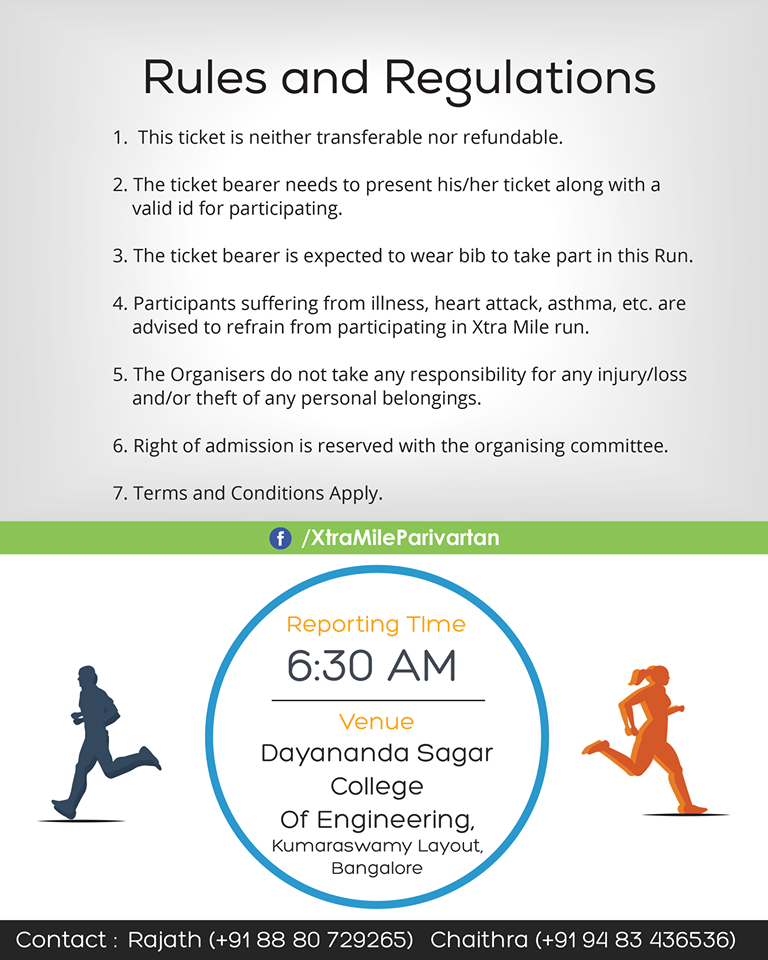 Rules and Regulations
1. This ticket is neither transferable nor refundable.
2. The ticket bearer needs to present his/her ticket along with a
valid id for participating.
3. The ticket bearer is expected to wear bib to take part in this Run.
4. Participants suffering from illness, heart attack, asthma, etc. are
advised to refrain from participating in Xtra Mile run.
5. The Organisers do not take any responsibility for any injury/loss
and/or theft of any personal belongings.
6. Right of admission is reserved with the organising committee.
7. Terms and Conditions Apply.
f /XtraMileParivartan
Reporting TIme
6:30 AM
Venue
Dayananda Sagar
College
Of Engineering,
Kumaraswamy Layout,
Bangalore
Contact : Rajath (+91 88 80 729265) Chaithra (+91 94 83 436536)